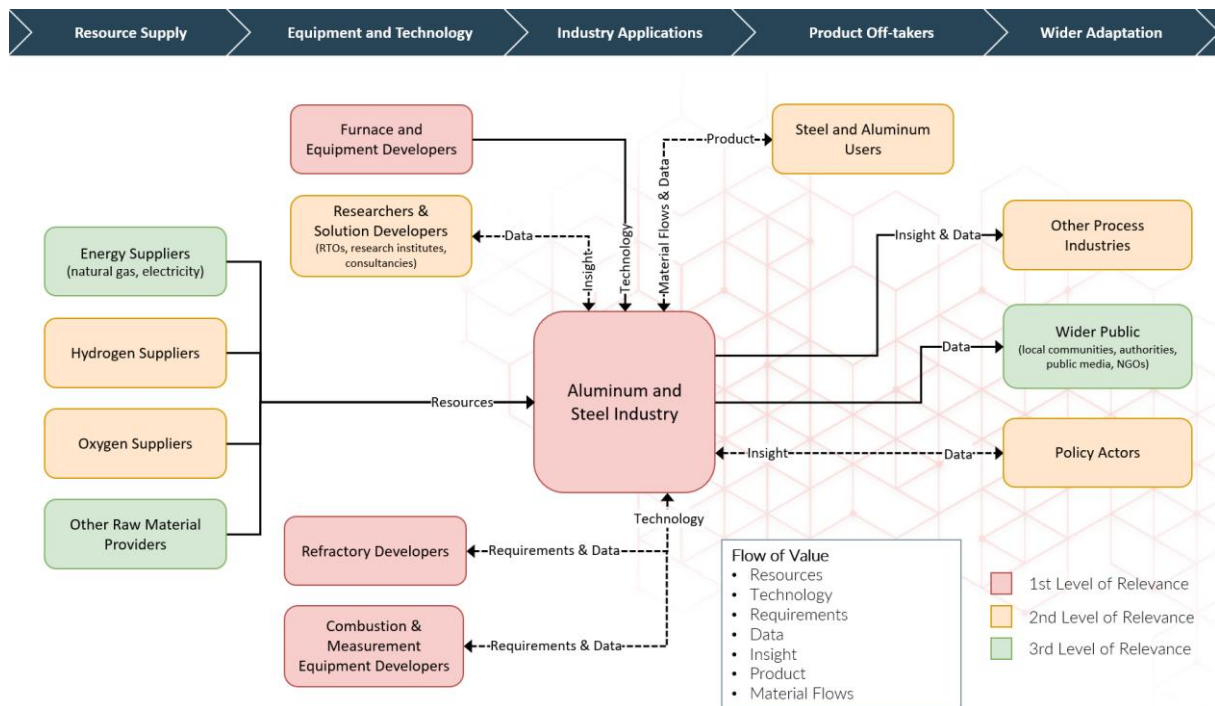 Resource Supply
Equipment and Technology
Industry Applications
Product Off-takers
Wider Adaptation
Furnace and
Equipment Developers
Product
Steel and Aluminum
Users
Researchers &
Solution Developers
(RTOs, research institutes,
consultancies)
Data
Insight
Technology
Material Flows & Data
Insight & Data
Other Process
Industries
Energy Suppliers
(natural gas, electricity)
Hydrogen Suppliers
Oxygen Suppliers
Other Raw Material
Providers
Resources
Aluminum and
Steel Industry
Data
Wider Public
(local communities, authorities,
public media, NGOs)
Insight
Data
Policy Actors
Technology
Refractory Developers
Requirements & Data
Combustion &
Measurement
Equipment Developers
Requirements & Data
Flow of Value
• Resources
• Technology
• Requirements
• Data
• Insight
• Product
• Material Flows
1st Level of Relevance
2nd Level of Relevance
3rd Level of Relevance